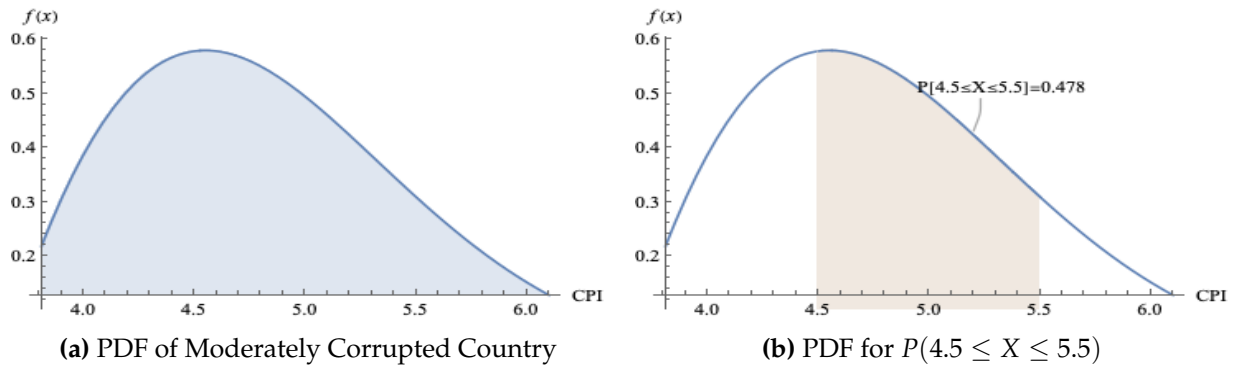 f(x)
0.6
0.5
0.4
0.3
0.2
4.0 4.5 5.0 5.5 6.0 CPI
(a) PDF of Moderately Corrupted Country
f(x)
0.6
0.5
0.4
0.3
0.2
P[4.5≤X≤5.5]=0.478
4.0 4.5 5.0 5.5 6.0 CPI
(b) PDF for P(4.5 ≤ X ≤ 5.5)